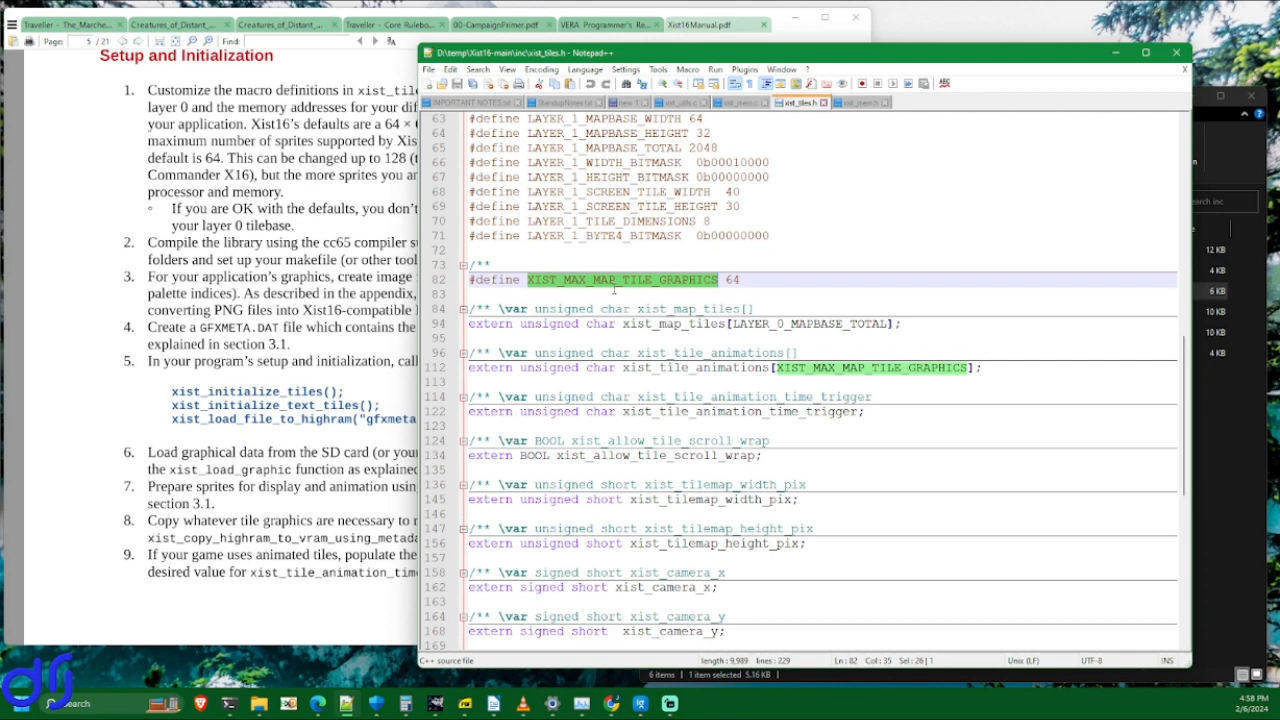 Traveller - The_Marche...
Creatures_of_Distant_...
Creatures_of_Distant_...
Traveller - Core Rulebo...
00-CampaignPrimer.pdf
VERA Programmer's Re...
Xist16Manual.pdf
Page: 5 / 21
Find:
Setup and Initialization
1. Customize the macro definitions in xist_tile
layer 0 and the memory addresses for your dif
your application. Xist16's defaults are a 64 ×
maximum number of sprites supported by Xis
default is 64. This can be changed up to 128 (t
Commander X16), but the more sprites you ar
processor and memory.
◦ If you are OK with the defaults, you don't
your layer 0 tilebase.
2. Compile the library using the cc65 compiler su
folders and set up your makefile (or other tool
3. For your application's graphics, create image
palette indices). As described in the appendix,
converting PNG files into Xist16-compatible
4. Create a GFXMETA.DAT file which contains the
explained in section 3.1.
5. In your program's setup and initialization, cal
xist_initialize_tiles();
xist_initialize_text_tiles();
xist_load_file_to_highram("gfxmeta
6. Load graphical data from the SD card (or your
the xist_load_graphic function as explained
7. Prepare sprites for display and animation usin
section 3.1.
8. Copy whatever tile graphics are necessary to
xist_copy_highram_to_vram_using_metada
9. If your game uses animated tiles, populate the
desired value for xist_tile_animation_time
D:\temp\Xist16-main\inc\xist_tiles.h - Notepad++
File Edit Search View Encoding Language Settings Tools Macro Run Plugins Window ?
X
IMPORTANT NOTES.txt
StandupNotes.txt
new 1
xist_utils.c
xist_mem.c
xist_tiles.h
xist_mem.h
63 #define LAYER_1_MAPBASE_WIDTH 64
64 #define LAYER_1_MAPBASE_HEIGHT 32
65 #define LAYER_1_MAPBASE_TOTAL 2048
66 #define LAYER_1_WIDTH_BITMASK 0b00010000
67 #define LAYER_1_HEIGHT_BITMASK 0b00000000
68 #define LAYER_1_SCREEN_TILE_WIDTH 40
69 #define LAYER_1_SCREEN_TILE_HEIGHT 30
70 #define LAYER_1_TILE_DIMENSIONS 8
71 #define LAYER_1_BYTE4_BITMASK 0b00000000
72
73 /**
82 #define XIST_MAX_MAP_TILE_GRAPHICS 64
83
84 /** \var unsigned char xist_map_tiles[]
94 extern unsigned char xist_map_tiles[LAYER_0_MAPBASE_TOTAL];
95
96 /** \var unsigned char xist_tile_animations[]
112 extern unsigned char xist_tile_animations[XIST_MAX_MAP_TILE_GRAPHICS];
113
114 /** \var unsigned char xist_tile_animation_time_trigger
122 extern unsigned char xist_tile_animation_time_trigger;
123
124 /** \var BOOL xist_allow_tile_scroll_wrap
134 extern BOOL xist_allow_tile_scroll_wrap;
135
136 /** \var unsigned short xist_tilemap_width_pix
145 extern unsigned short xist_tilemap_width_pix;
146
147 /** \var unsigned short xist_tilemap_height_pix
156 extern unsigned short xist_tilemap_height_pix;
157
158 /** \var signed short xist_camera_x
162 extern signed short xist_camera_x;
163
164 /** \var signed short xist_camera_y
168 extern signed short xist_camera_y;
169
C++ source file length : 9,989 lines : 229 Ln : 82 Col : 35 Sel : 26 | 1 Unix (LF) UTF-8 INS
12 KB
4 KB
6 KB
10 KB
10 KB
4 KB
6 items 1 item selected 5.16 KB
4:58 PM
2/6/2024